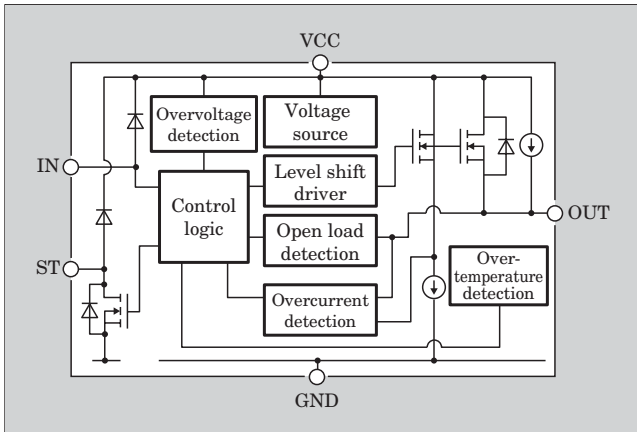 VCC
Overvoltage
detection
Voltage
source
IN
Level shift
driver
Control
logic
OUT
Open load
detection
ST
Over-
temperature
detection
Overcurrent
detection
GND